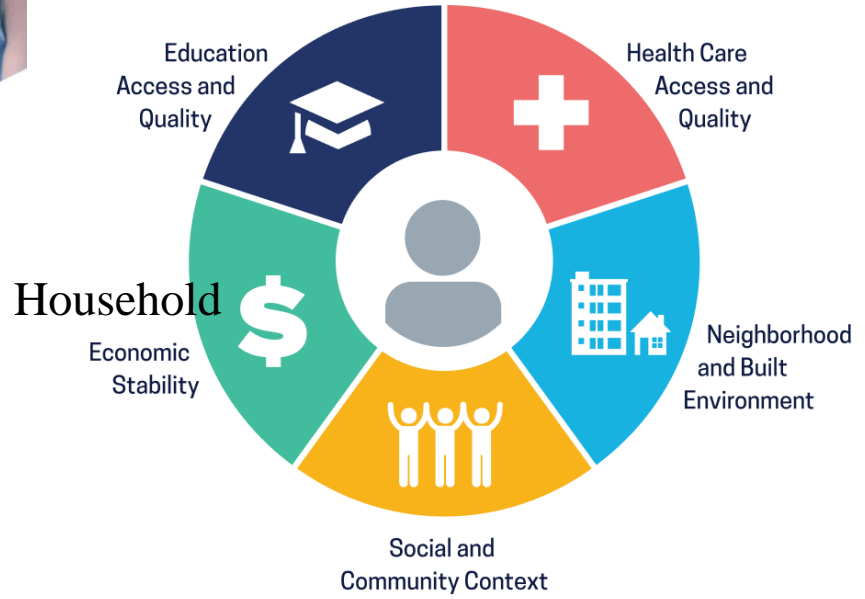 Education
Access and
Quality
Health Care
Access and
Quality
Household
Economic
Stability
$
Neighborhood
and Built
Environment
Social and
Community Context